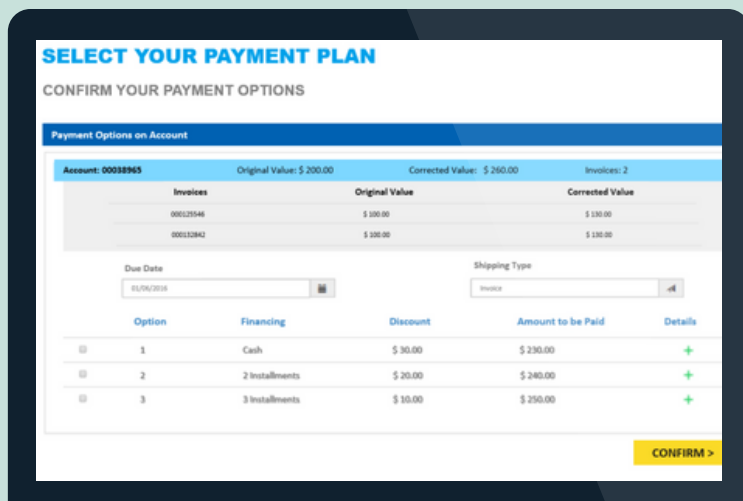 SELECT YOUR PAYMENT PLAN
CONFIRM YOUR PAYMENT OPTIONS
Payment Options on Account
Account: 00038965 Original Value: $ 200.00 Corrected Value: $ 260.00 Invoices: 2
Invoices Original Value Corrected Value
000125546 $ 100.00 $ 130.00
000132842 $ 100.00 $ 130.00
Due Date Shipping Type
01/06/2016 Invoice
Option Financing Discount Amount to be Paid Details
1 Cash $ 30.00 $ 230.00 +
2 2 Installments $ 20.00 $ 240.00 +
3 3 Installments $ 10.00 $ 250.00 +
CONFIRM >